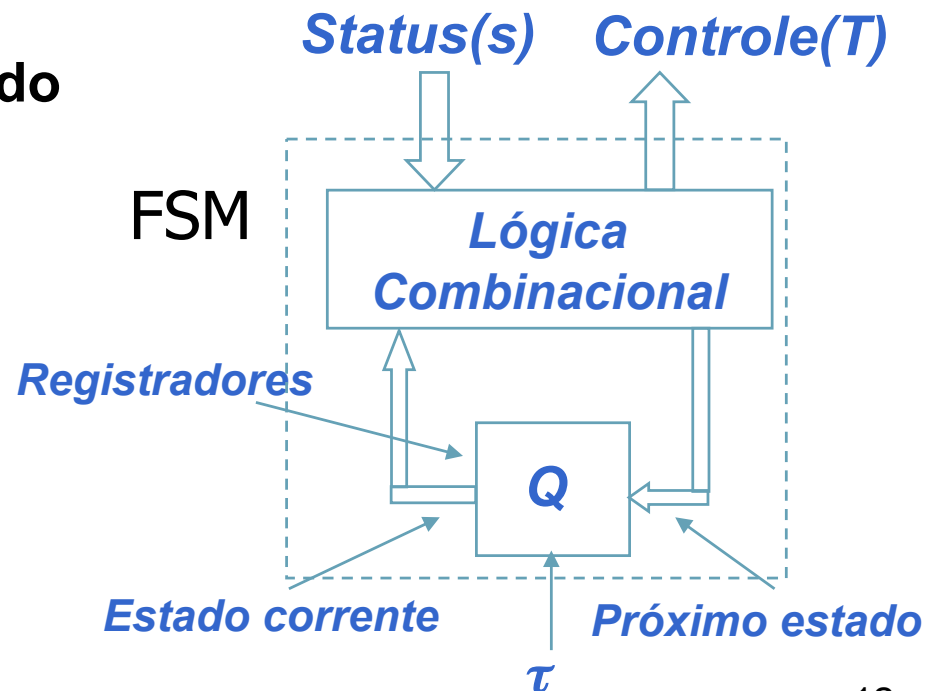 Status(s) Controle(T)
do
FSM
Lógica
Combinacional
Registradores
Q
Estado corrente
Próximo estado
τ